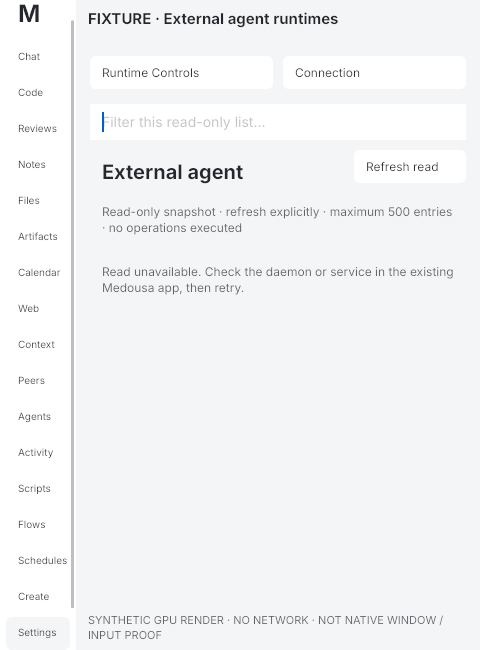 M
Chat
Code
Reviews
Notes
Files
Artifacts
Calendar
Web
Context
Peers
Agents
Activity
Scripts
Flows
Schedules
Create
Settings
FIXTURE · External agent runtimes
Runtime Controls
Connection
Filter this read-only list...
External agent
Refresh read
Read-only snapshot · refresh explicitly · maximum 500 entries
· no operations executed
Read unavailable. Check the daemon or service in the existing
Medousa app, then retry.
SYNTHETIC GPU RENDER · NO NETWORK · NOT NATIVE WINDOW /
INPUT PROOF